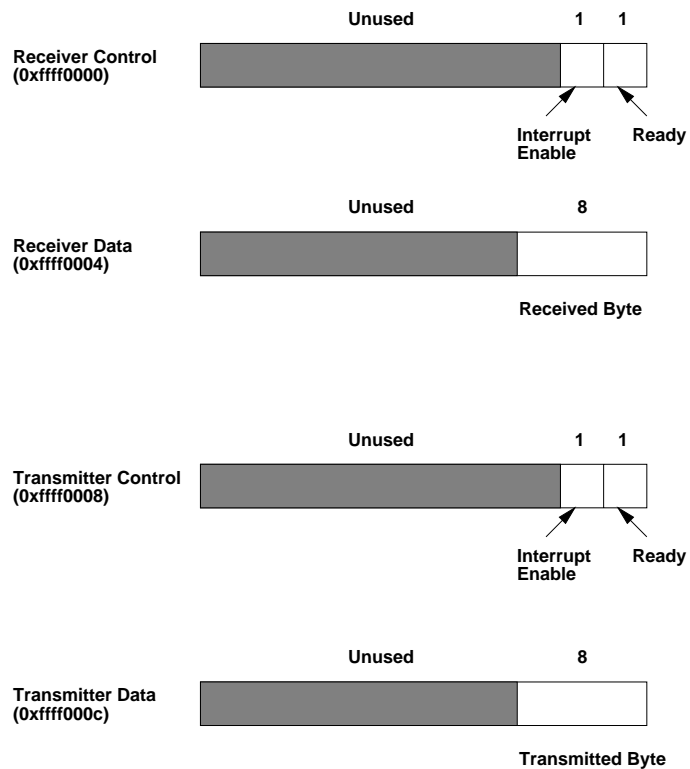 Unused 1 1
Receiver Control
(0xffff0000)
Interrupt Enable Ready
Unused 8
Receiver Data
(0xffff0004)
Received Byte
Unused 1 1
Transmitter Control
(0xffff0008)
Interrupt Enable Ready
Unused 8
Transmitter Data
(0xffff000c)
Transmitted Byte